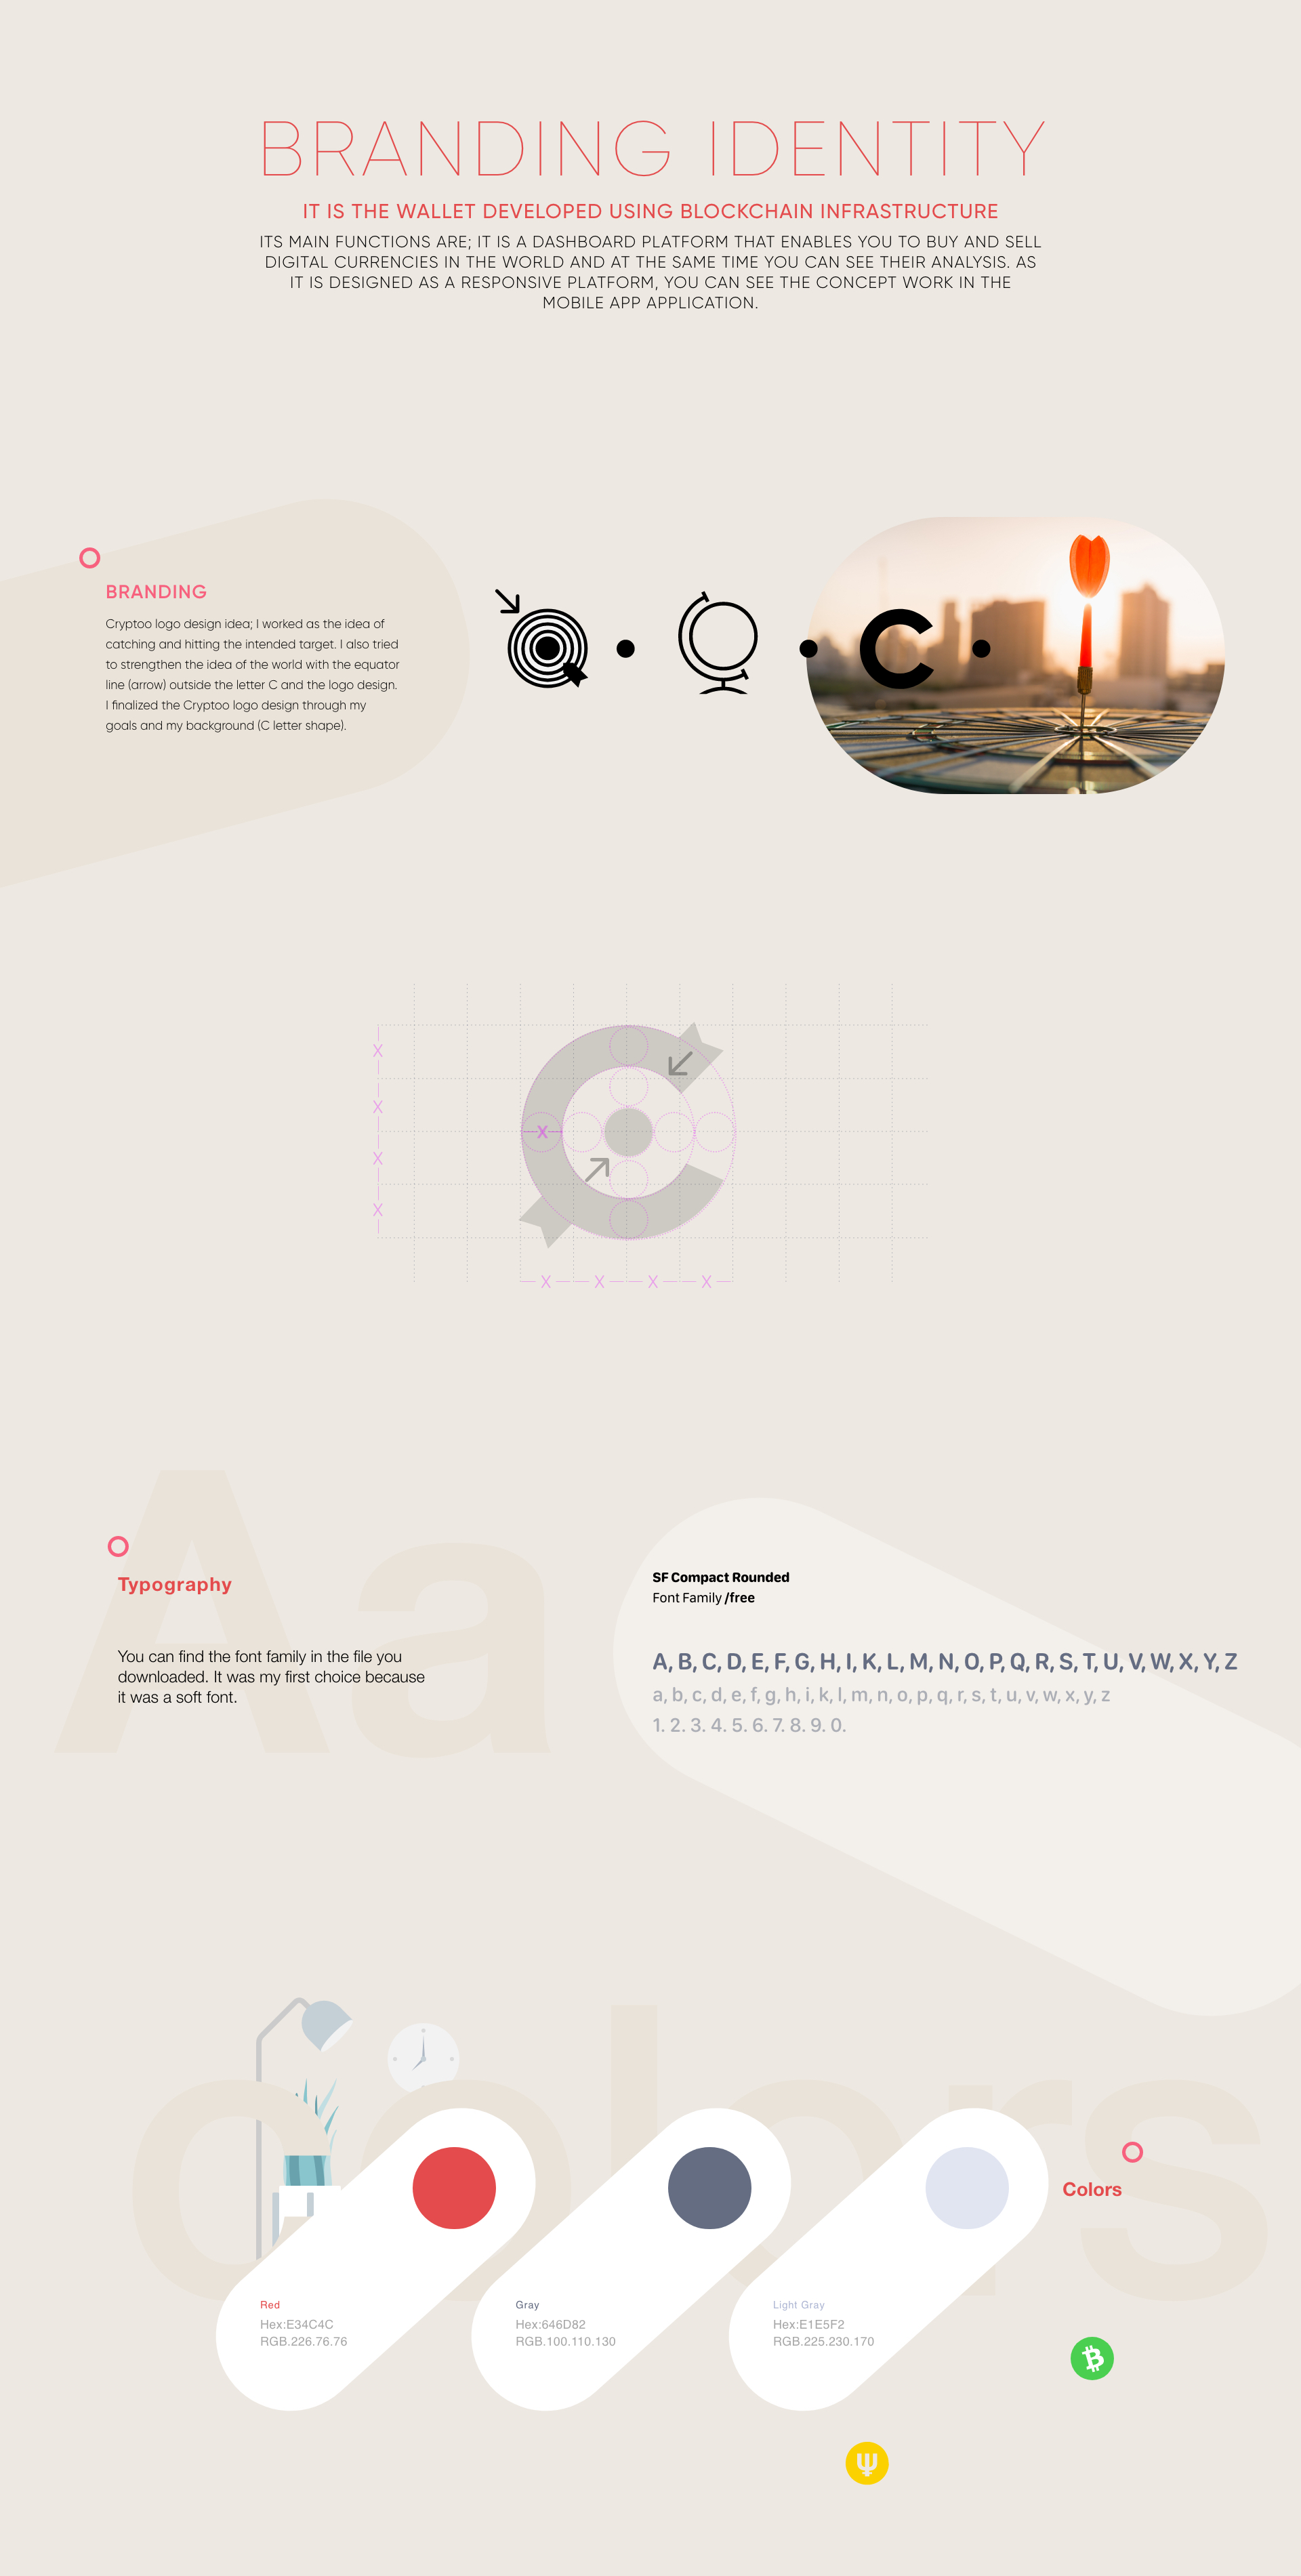 BRANDING IDENTITY
IT IS THE WALLET DEVELOPED USING BLOCKCHAIN INFRASTRUCTURE
ITS MAIN FUNCTIONS ARE; IT IS A DASHBOARD PLATFORM THAT ENABLES YOU TO BUY AND SELL
DIGITAL CURRENCIES IN THE WORLD AND AT THE SAME TIME YOU CAN SEE THEIR ANALYSIS. AS
IT IS DESIGNED AS A RESPONSIVE PLATFORM, YOU CAN SEE THE CONCEPT WORK IN THE
MOBILE APP APPLICATION.
BRANDING
Cryptoo logo design idea; I worked as the idea of
catching and hitting the intended target. I also tried
to strengthen the idea of the world with the equator
line (arrow) outside the letter C and the logo design.
I finalized the Cryptoo logo design through my
goals and my background (C letter shape).
C
X
X
X
X
X
X X X X
Aa
Typography
You can find the font family in the file you
downloaded. It was my first choice because
it was a soft font.
SF Compact Rounded
Font Family /free
A, B, C, D, E, F, G, H, I, K, L, M, N, O, P, Q, R, S, T, U, V, W, X, Y, Z
a, b, c, d, e, f, g, h, i, k, l, m, n, o, p, q, r, s, t, u, v, w, x, y, z
1. 2. 3. 4. 5. 6. 7. 8. 9. 0.
colors
Colors
Red
Hex:E34C4C
RGB.226.76.76
Gray
Hex:646D82
RGB.100.110.130
Light Gray
Hex:E1E5F2
RGB.225.230.170